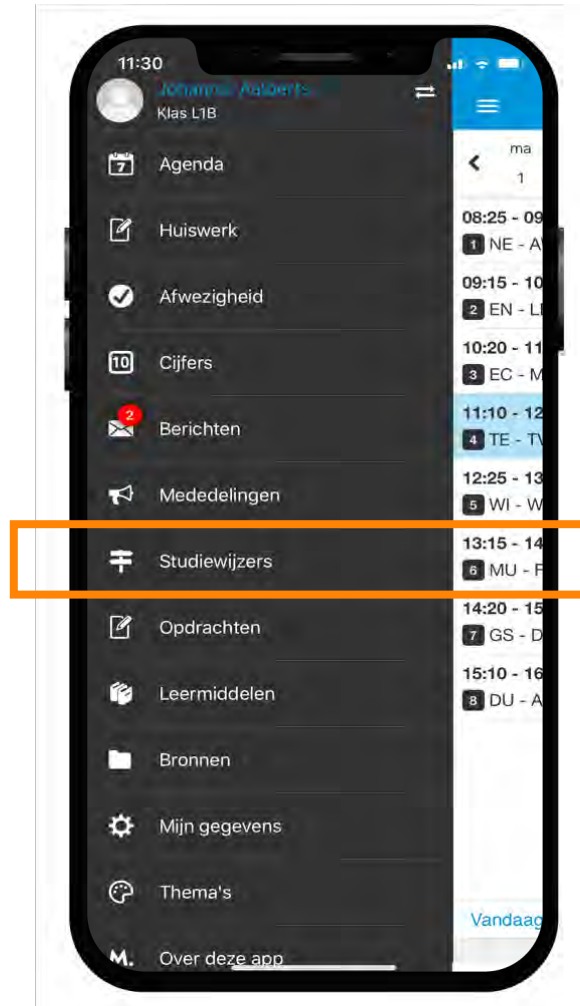 11:30
Klas L1B
Agenda
Huiswerk
Afwezigheid
Cijfers
Berichten
Mededelingen
Studiewijzers
Opdrachten
Leermiddelen
Bronnen
Mijn gegevens
Thema's
M. Over deze app
7
10
2
ma
1
08:25 - 09
1 NE - A
09:15 - 10
2 EN - L
10:20 - 11
3 EC - M
11:10 - 12
4 TE - TV
12:25 - 13
5 WI - W
13:15 - 14
6 MU - F
14:20 - 15
7 GS - D
15:10 - 16
8 DU - A
Vandaag